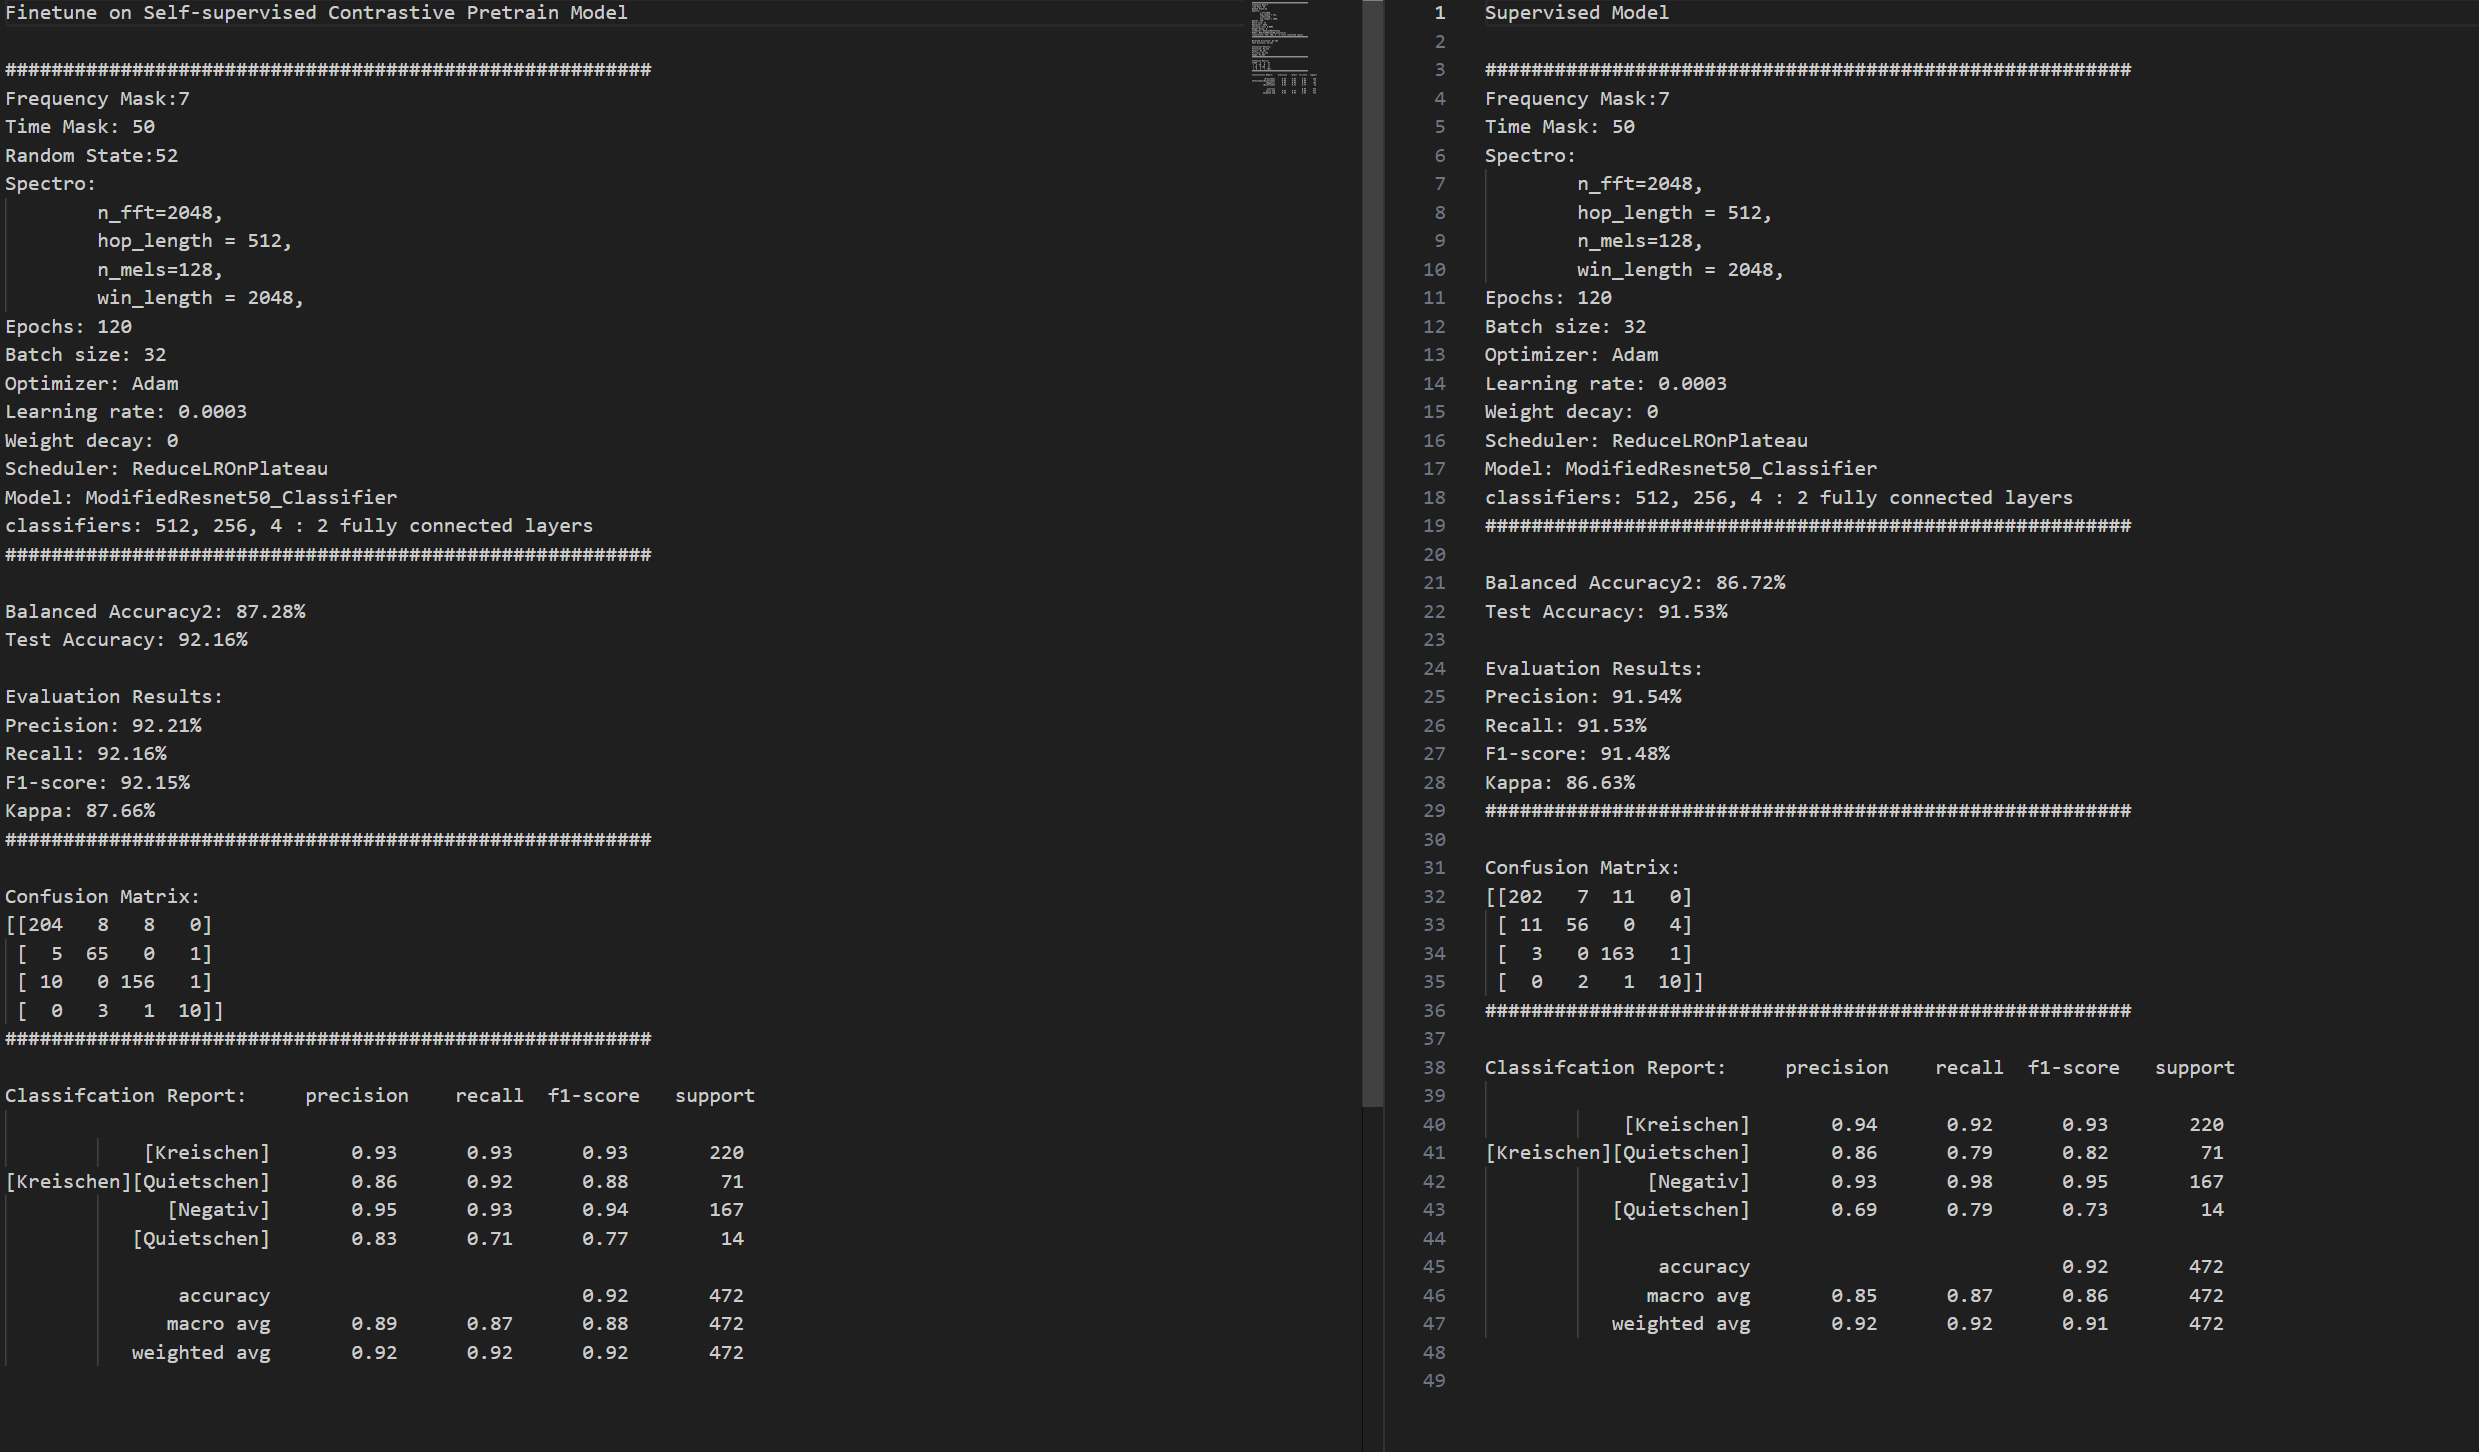 Finetune on Self-supervised Contrastive Pretrain Model

########################################################
Frequency Mask:7
Time Mask: 50
Random State:52
Spectro:
        n_fft=2048,
        hop_length = 512,
        n_mels=128,
        win_length = 2048,
Epochs: 120
Batch size: 32
Optimizer: Adam
Learning rate: 0.0003
Weight decay: 0
Scheduler: ReduceLROnPlateau
Model: ModifiedResnet50_Classifier
classifiers: 512, 256, 4 : 2 fully connected layers
########################################################

Balanced Accuracy2: 87.28%
Test Accuracy: 92.16%

Evaluation Results:
Precision: 92.21%
Recall: 92.16%
F1-score: 92.15%
Kappa: 87.66%
########################################################

Confusion Matrix:
[[204   8   8   0]
 [  5  65   0   1]
 [ 10   0 156   1]
 [  0   3   1  10]]
########################################################

Classifcation Report:     precision    recall  f1-score   support

            [Kreischen]       0.93      0.93      0.93       220
[Kreischen][Quietschen]       0.86      0.92      0.88        71
              [Negativ]       0.95      0.93      0.94       167
           [Quietschen]       0.83      0.71      0.77        14

               accuracy                           0.92       472
              macro avg       0.89      0.87      0.88       472
           weighted avg       0.92      0.92      0.92       472

1 Supervised Model
2
3 ########################################################
4 Frequency Mask:7
5 Time Mask: 50
6 Spectro:
7         n_fft=2048,
8         hop_length = 512,
9         n_mels=128,
10         win_length = 2048,
11 Epochs: 120
12 Batch size: 32
13 Optimizer: Adam
14 Learning rate: 0.0003
15 Weight decay: 0
16 Scheduler: ReduceLROnPlateau
17 Model: ModifiedResnet50_Classifier
18 classifiers: 512, 256, 4 : 2 fully connected layers
19 ########################################################
20
21 Balanced Accuracy2: 86.72%
22 Test Accuracy: 91.53%
23
24 Evaluation Results:
25 Precision: 91.54%
26 Recall: 91.53%
27 F1-score: 91.48%
28 Kappa: 86.63%
29 ########################################################
30
31 Confusion Matrix:
32 [[202   7  11   0]
33  [ 11  56   0   4]
34  [  3   0 163   1]
35  [  0   2   1  10]]
36 ########################################################
37
38 Classifcation Report:     precision    recall  f1-score   support
39
40             [Kreischen]       0.94      0.92      0.93       220
41 [Kreischen][Quietschen]       0.86      0.79      0.82        71
42               [Negativ]       0.93      0.98      0.95       167
43            [Quietschen]       0.69      0.79      0.73        14
44
45                accuracy                           0.92       472
46               macro avg       0.85      0.87      0.86       472
47            weighted avg       0.92      0.92      0.91       472
48
49